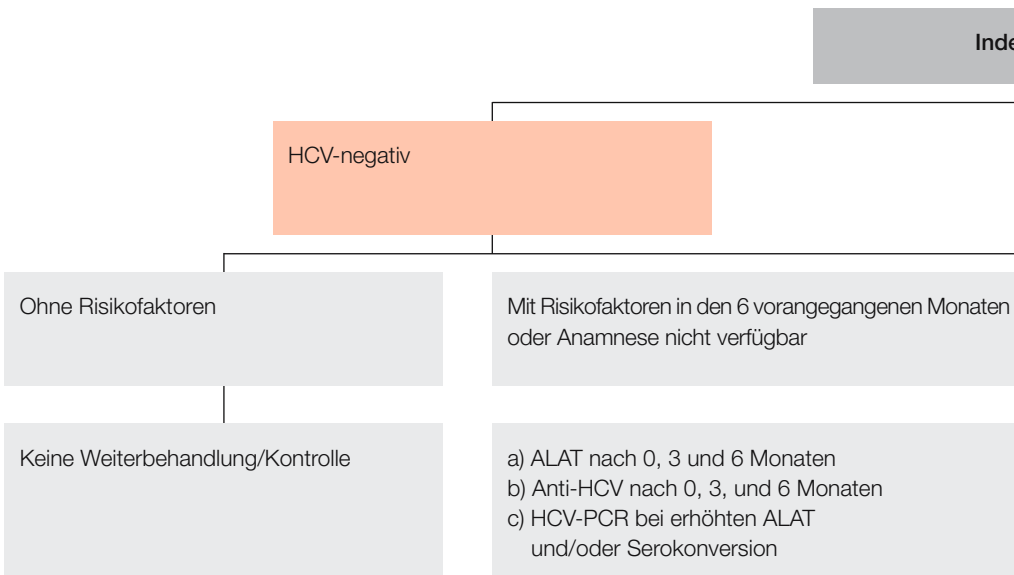 HCV-negativ
Ohne Risikofaktoren
Mit Risikofaktoren in den 6 vorangegangenen Monaten
oder Anamnese nicht verfügbar
Keine Weiterbehandlung/Kontrolle
a) ALAT nach 0, 3 und 6 Monaten
b) Anti-HCV nach 0, 3, und 6 Monaten
c) HCV-PCR bei erhöhten ALAT
und/oder Serokonversion